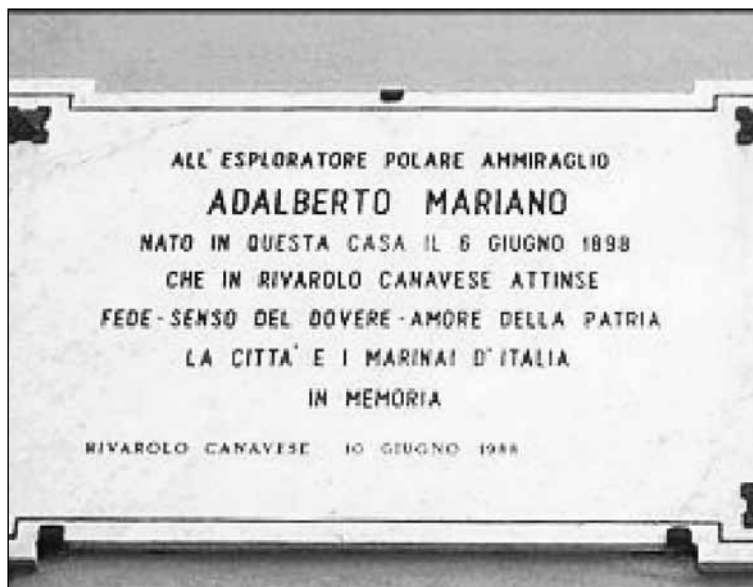 ALL'ESPLORATORE POLARE AMMIRAGLIO
ADALBERTO MARIANO
NATO IN QUESTA CASA IL 6 GIUGNO 1898
CHE IN RIVAROLO CANAVESE ATTINSE
FEDE - SENSO DEL DOVERE - AMORE DELLA PATRIA
LA CITTA' E I MARINAI D'ITALIA
IN MEMORIA
RIVAROLO CANAVESE 10 GIUGNO 1988